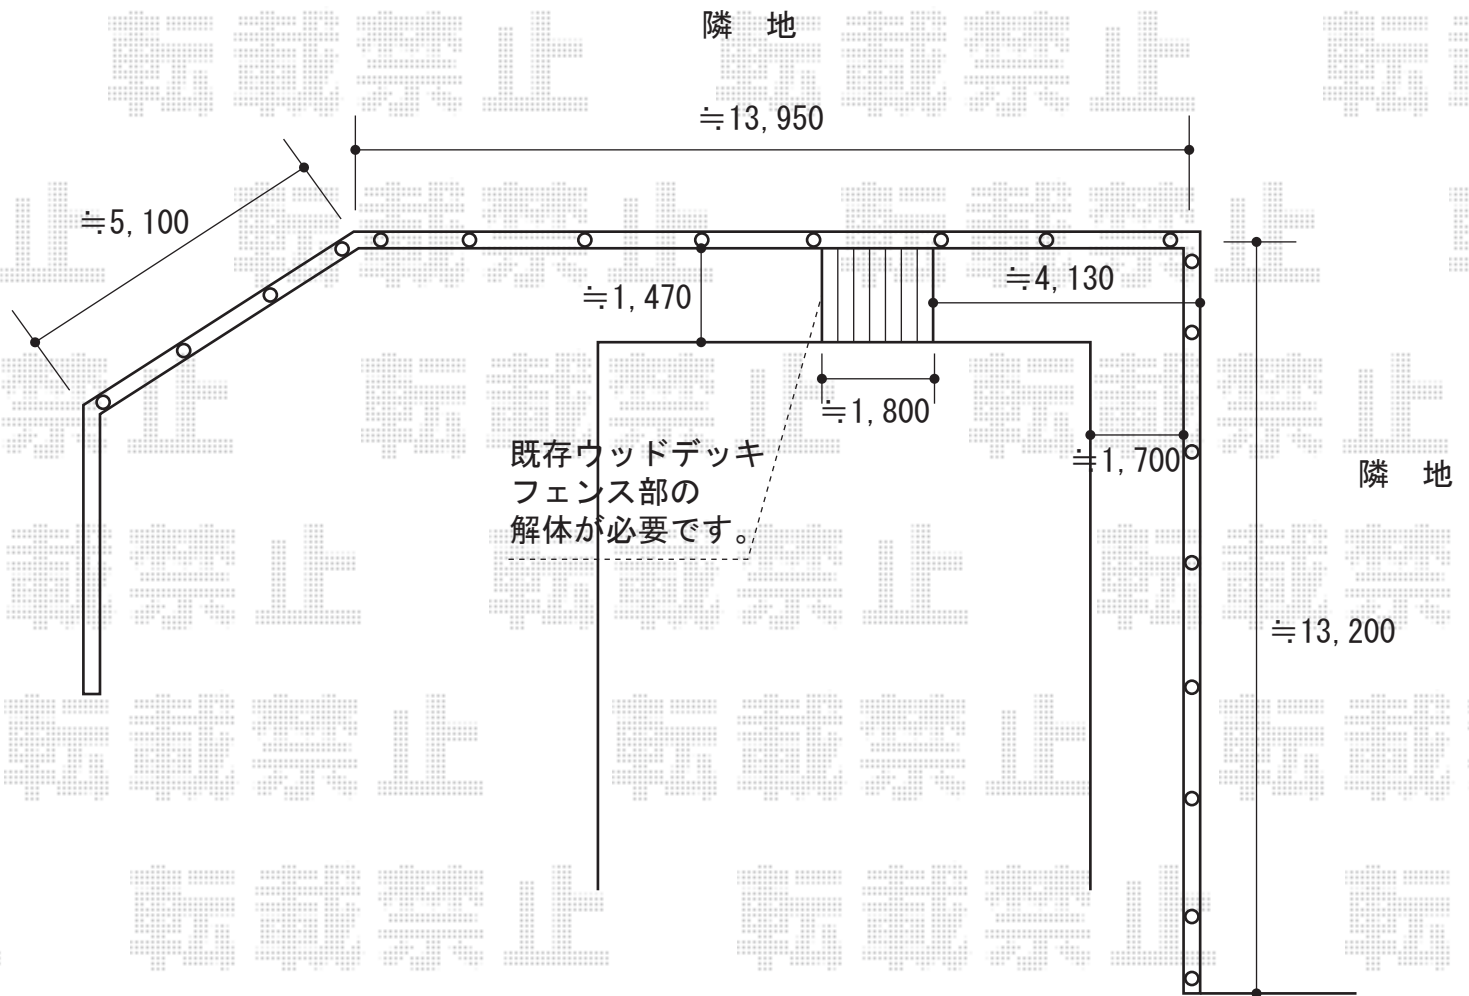 隣 地
≒13,950
≒5,100
≒4,130
≒1,470
≒1,800
既存ウッドデッキ
フェンス部の
解体が必要です。
≒1,700
隣 地
≒13,200
転載禁止